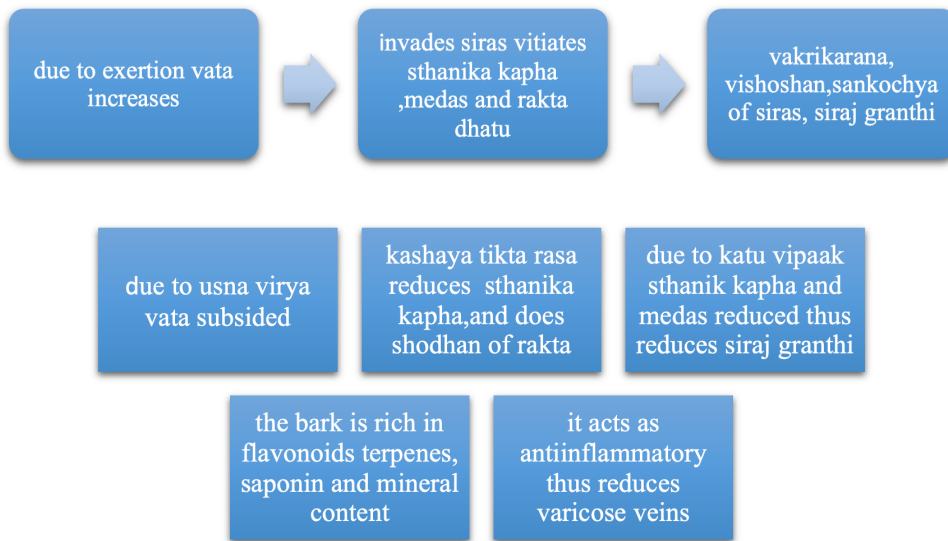 due to exertion vata
increases
invades siras vitiates
sthanika kapha
,medas and rakta
dhatu
vakrikarana,
vishoshan,sankochya
of siras, siraj granthi
due to usna virya
vata subsided
kashaya tikta rasa
reduces sthanika
kapha,and does
shodhan of rakta
due to katu vipaak
sthanik kapha and
medas reduced thus
reduces siraj granthi
the bark is rich in
flavonoids terpenes,
saponin and mineral
content
it acts as
antiinflammatory
thus reduces
varicose veins